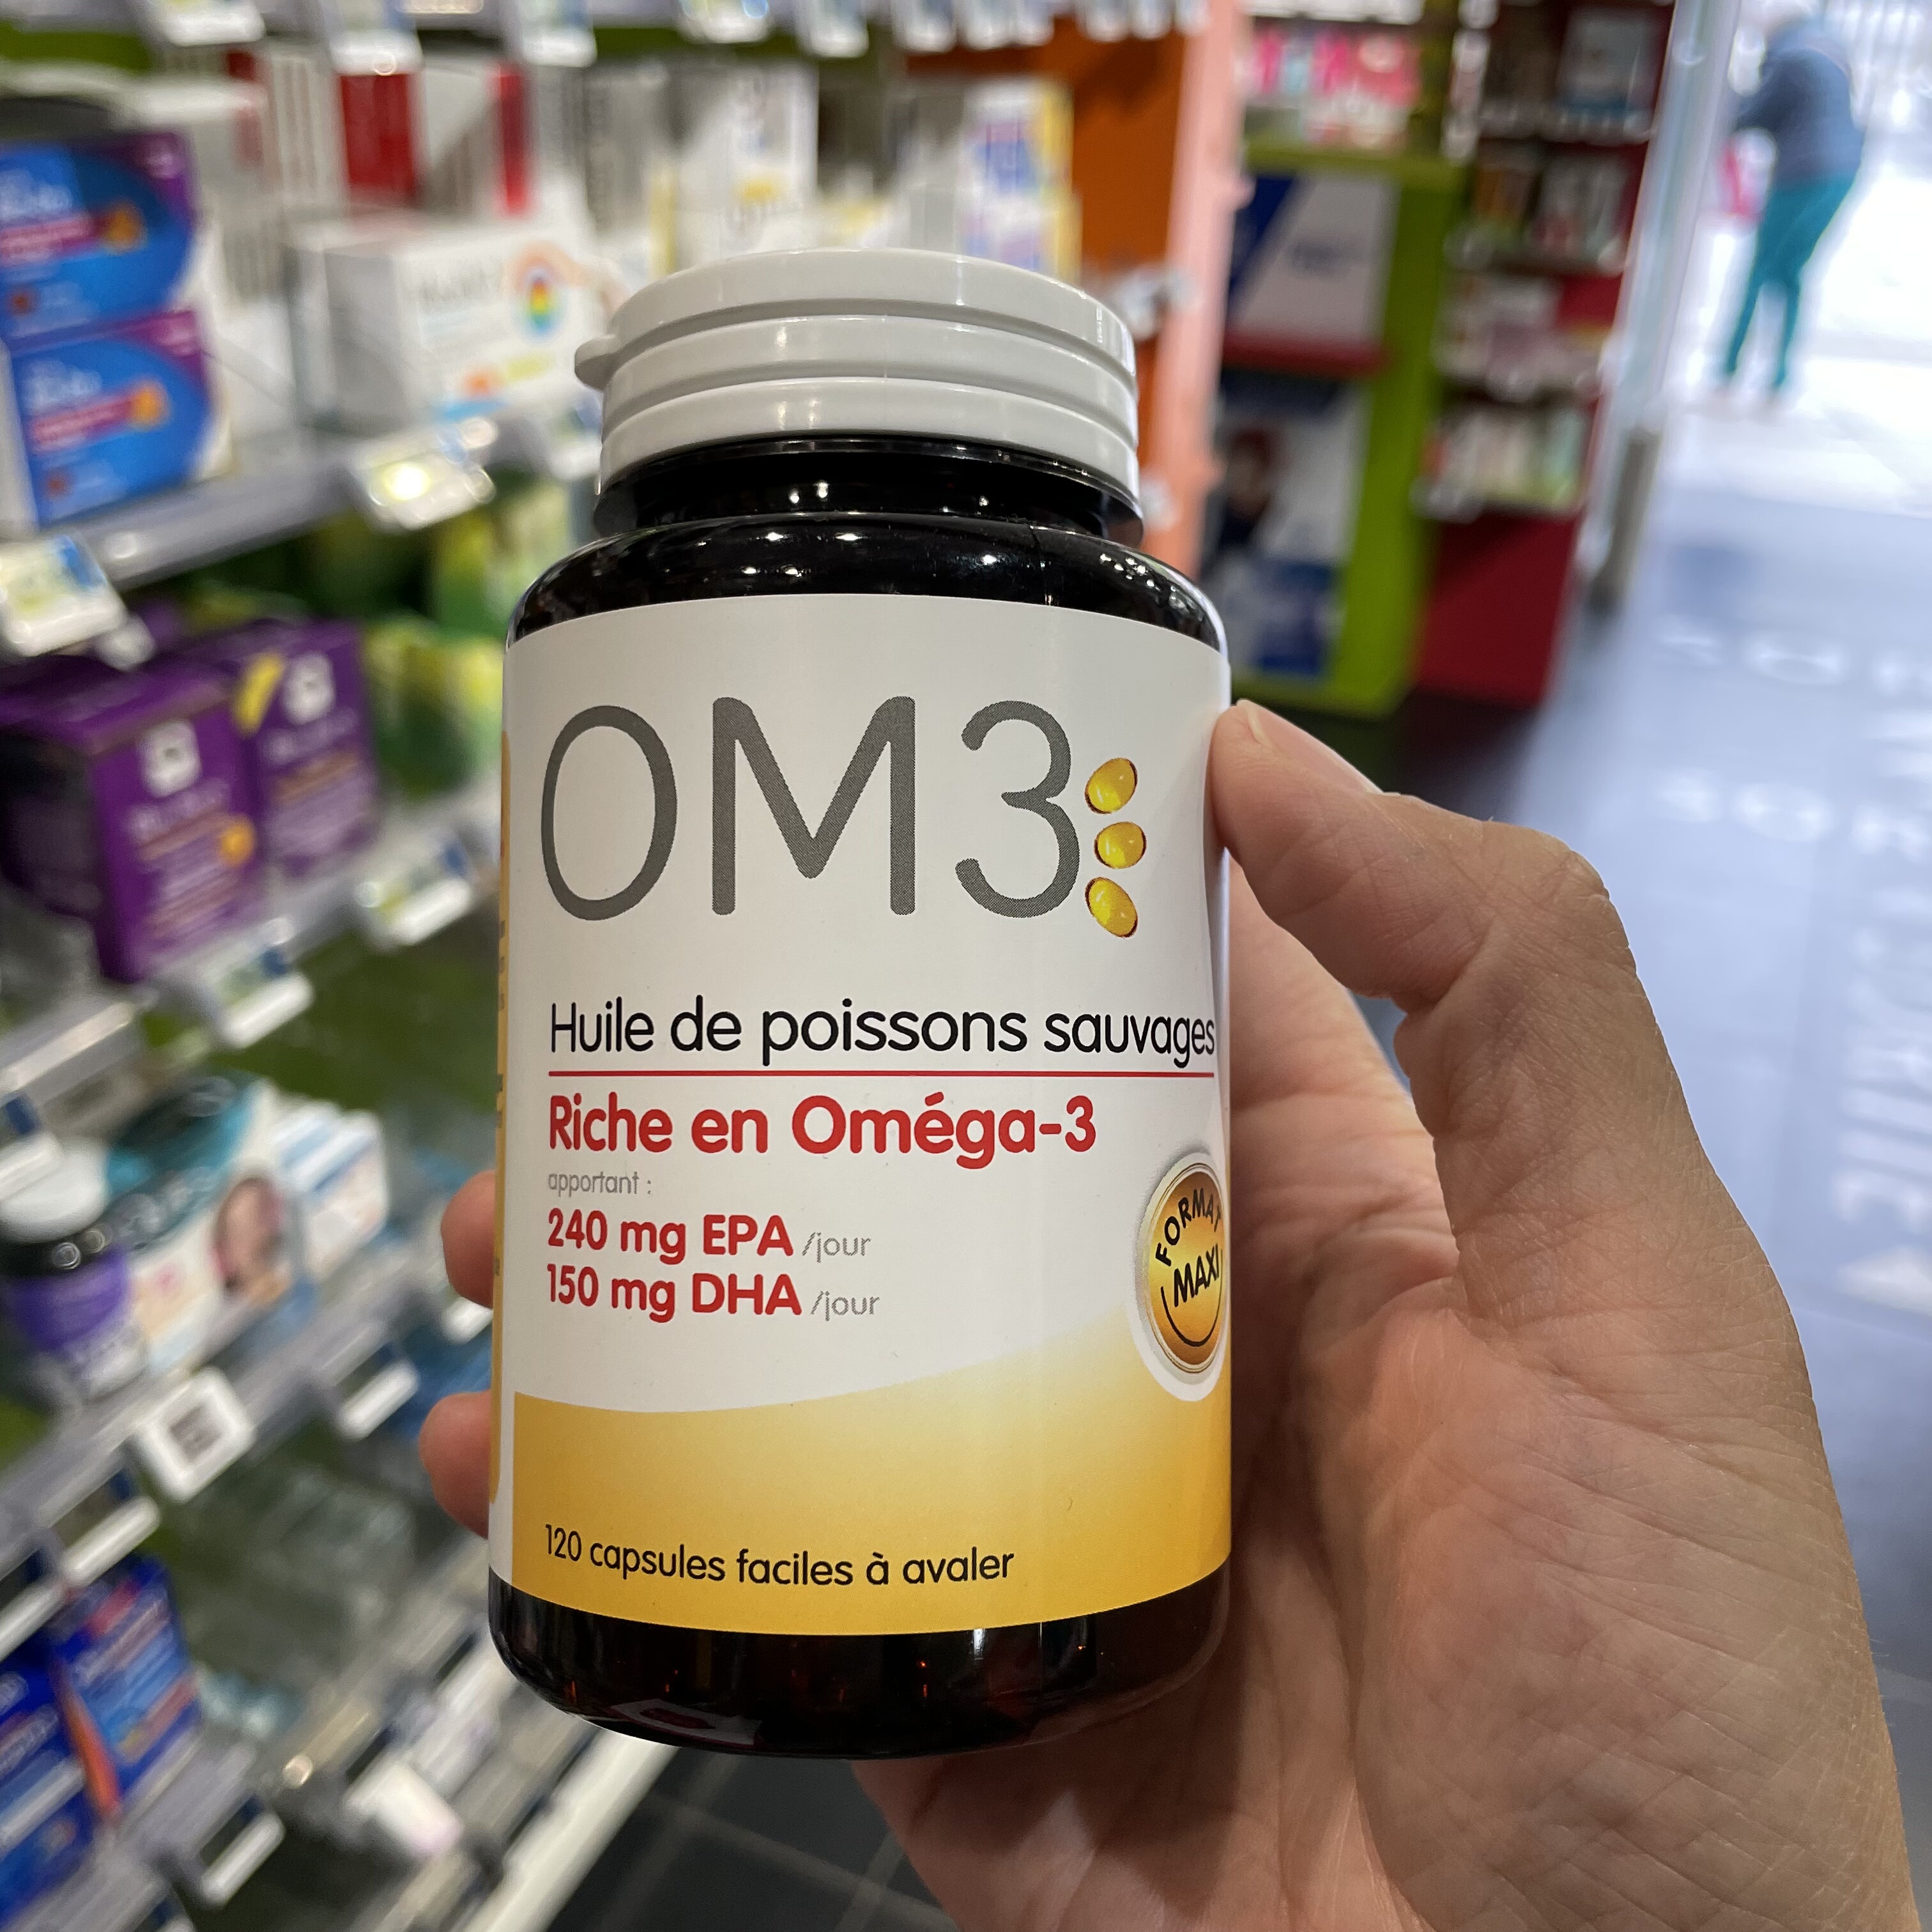 OM3
Huile de poissons sauvages
Riche en Oméga-3
apportant :
240 mg EPA /jour
150 mg DHA /jour
FORMAT
MAXI
120 capsules faciles à avaler